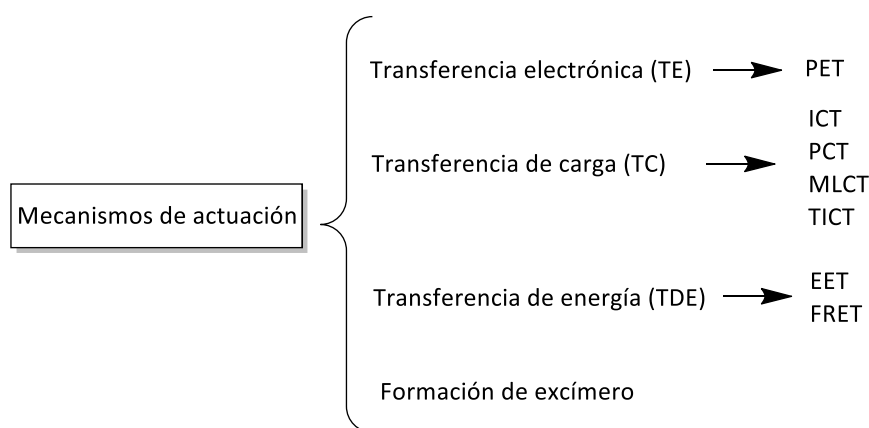 Mecanismos de actuación
Transferencia electrónica (TE)
PET
Transferencia de carga (TC)
ICT
PCT
MLCT
TICT
Transferencia de energía (TDE)
EET
FRET
Formación de excímero